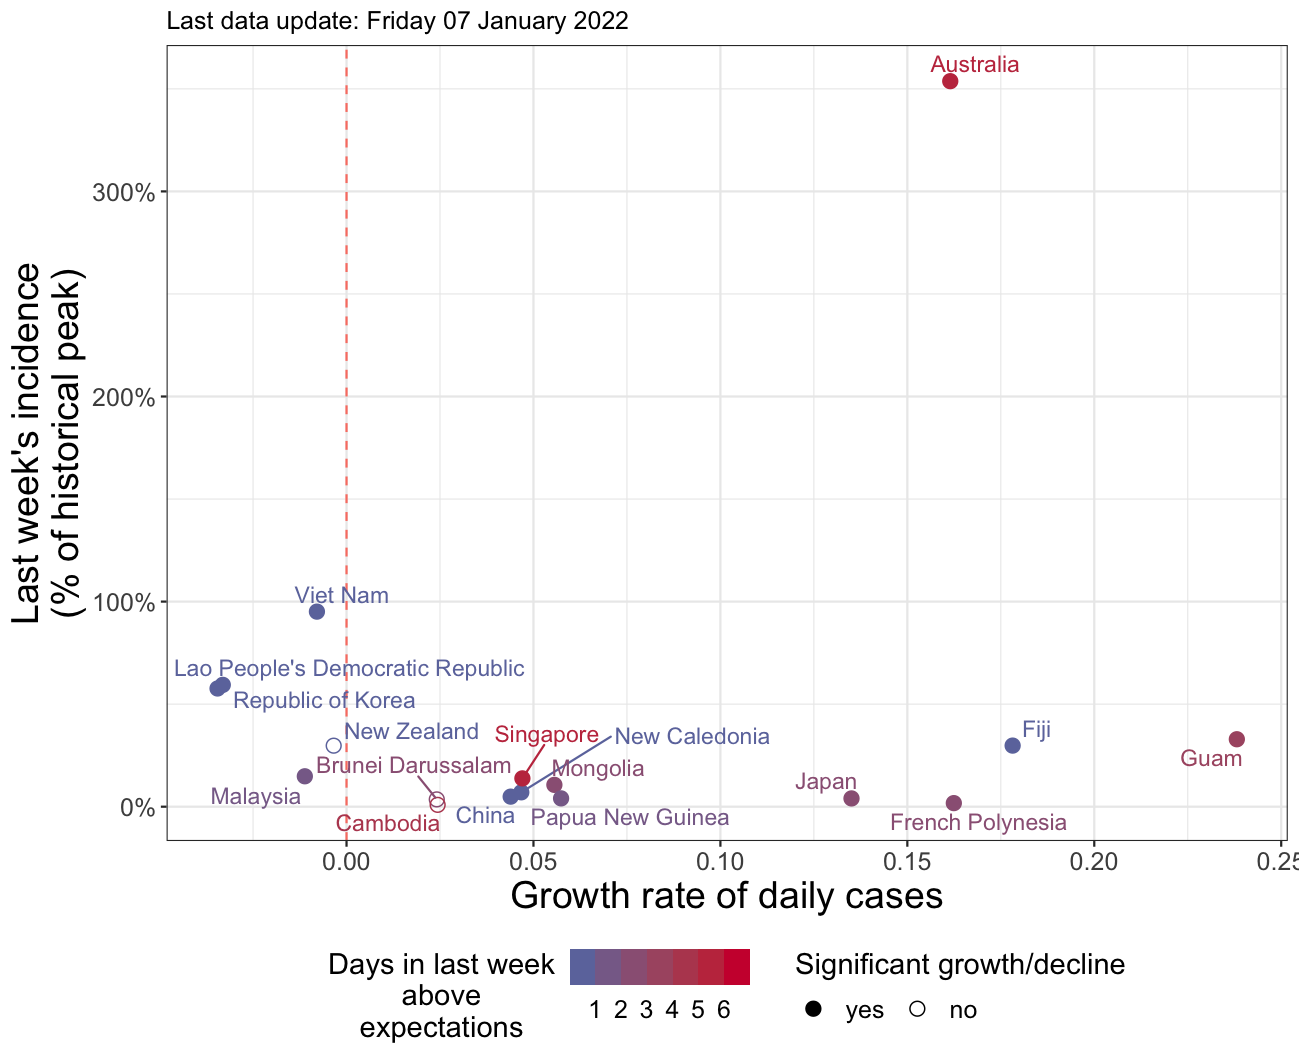 Last data update: Friday 07 January 2022
Australia
300%
200%
100%
0%
Last week's incidence
(% of historical peak)
Viet Nam
Lao People's Democratic Republic
Republic of Korea
New Zealand
Singapore
New Caledonia
Fiji
Brunei Darussalam
Mongolia
Guam
Malaysia
Japan
Cambodia
China
Papua New Guinea
French Polynesia
0.00
0.05
0.10
0.15
0.20
0.25
Growth rate of daily cases
Days in last week
above
expectations
1 2 3 4 5 6
Significant growth/decline
yes
no